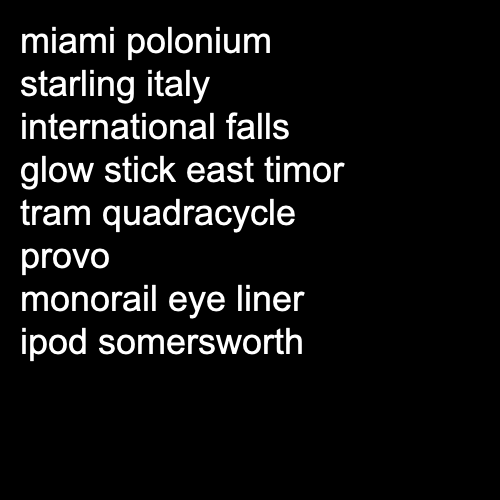 miami polonium
starling italy
international falls
glow stick east timor
tram quadracycle
provo
monorail eye liner
ipod somersworth